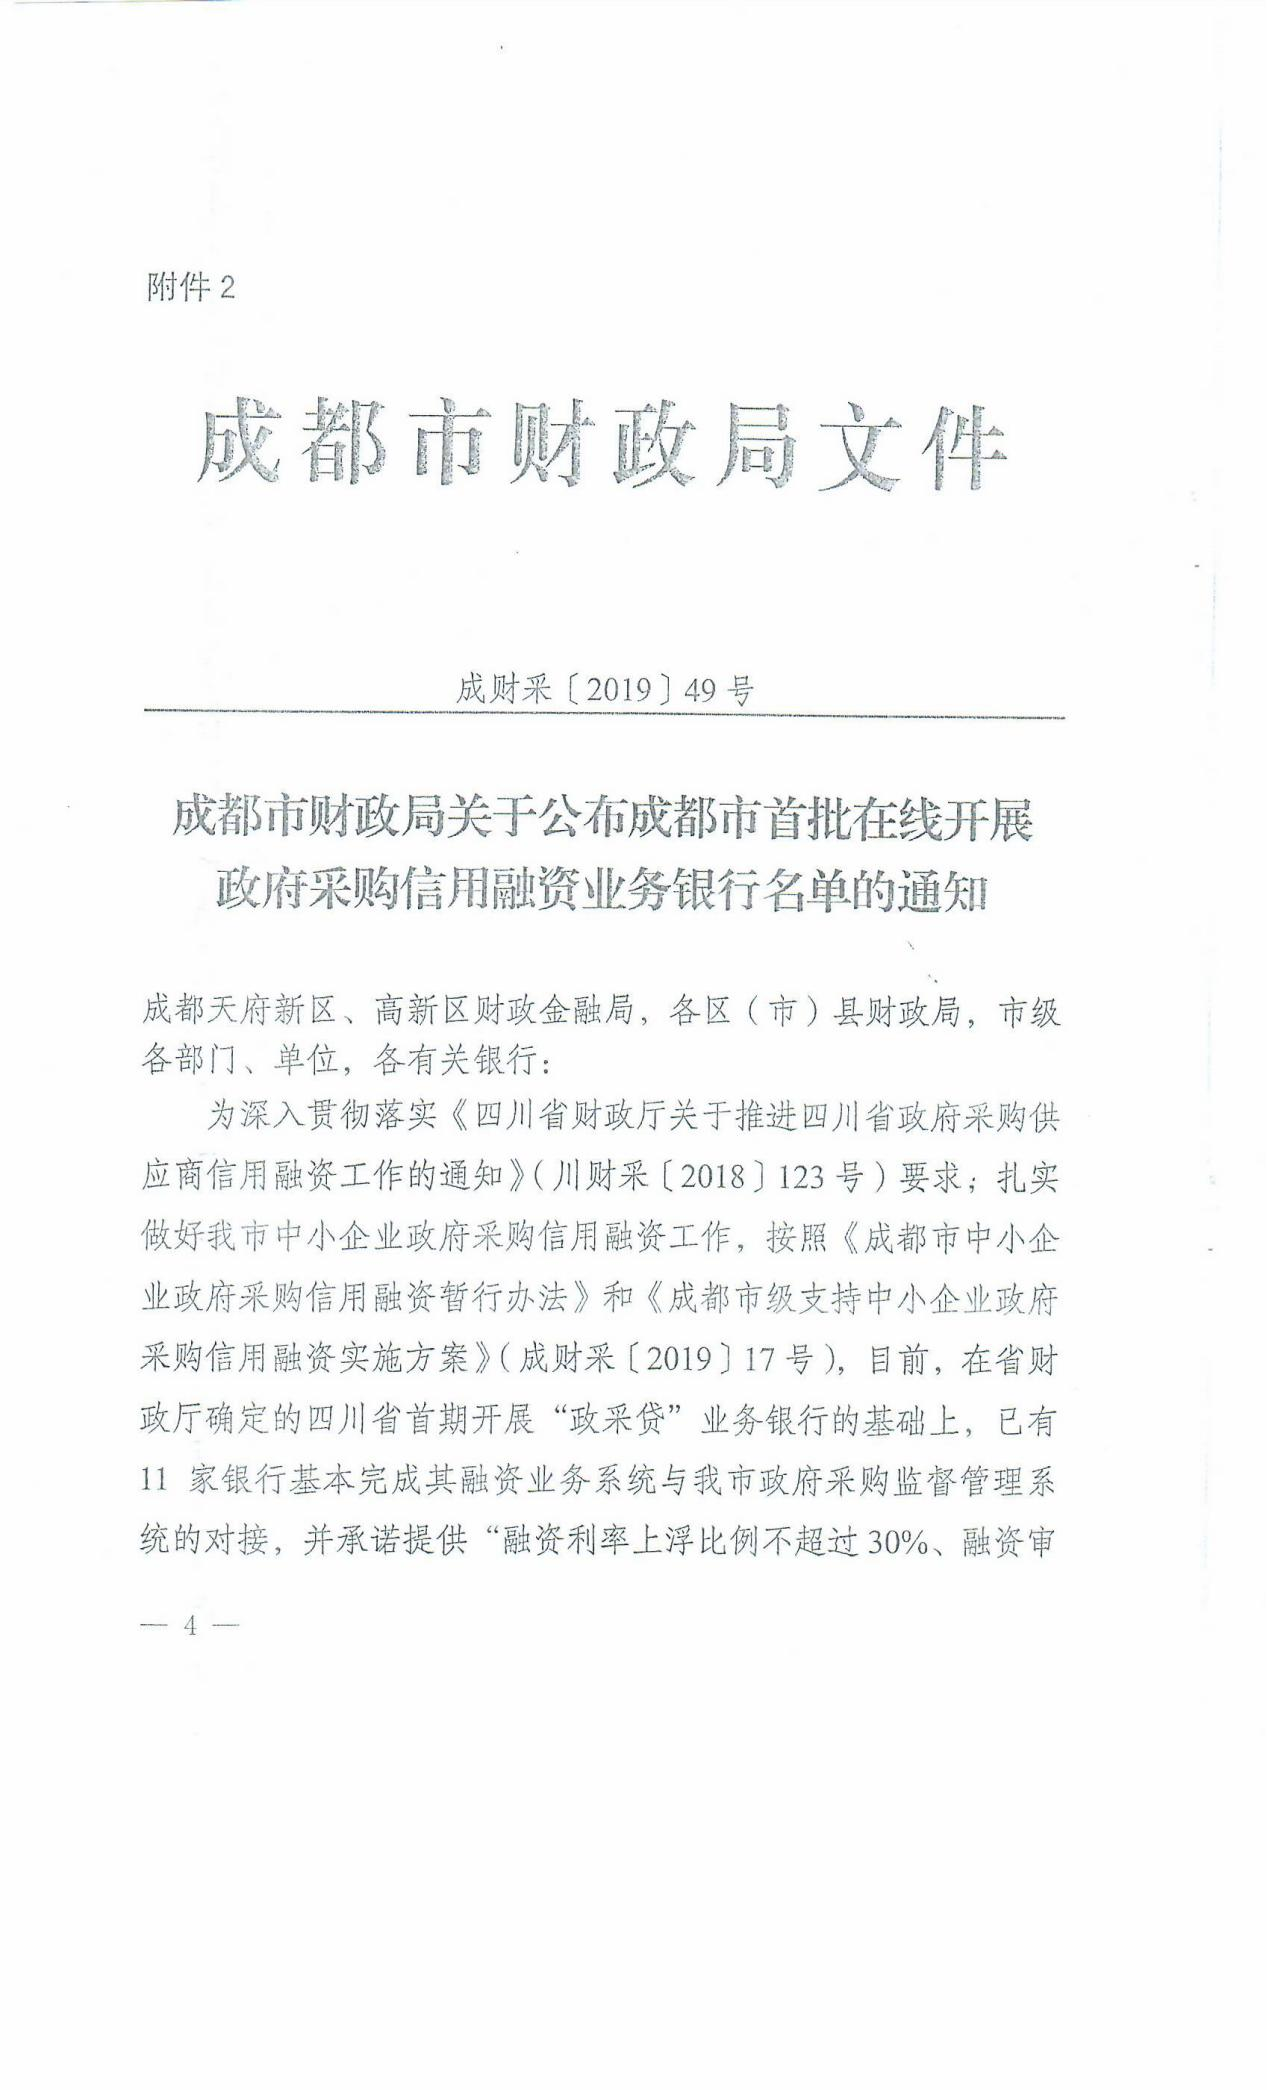 附件2
成都市财政局文件
成财采〔2019〕49号
成都市财政局关于公布成都市首批在线开展
政府采购信用融资业务银行名单的通知
成都天府新区、高新区财政金融局，各区（市）县财政局，市级
各部门、单位，各有关银行：
为深入贯彻落实《四川省财政厅关于推进四川省政府采购供
应商信用融资工作的通知》（川财采〔2018〕123号）要求；扎实
做好我市中小企业政府采购信用融资工作，按照《成都市中小企
业政府采购信用融资暂行办法》和《成都市级支持中小企业政府
采购信用融资实施方案》（成财采〔2019〕17号），目前，在省财
政厅确定的四川省首期开展“政采贷”业务银行的基础上，已有
11 家银行基本完成其融资业务系统与我市政府采购监督管理系
统的对接，并承诺提供“融资利率上浮比例不超过30%、融资审
— 4 —